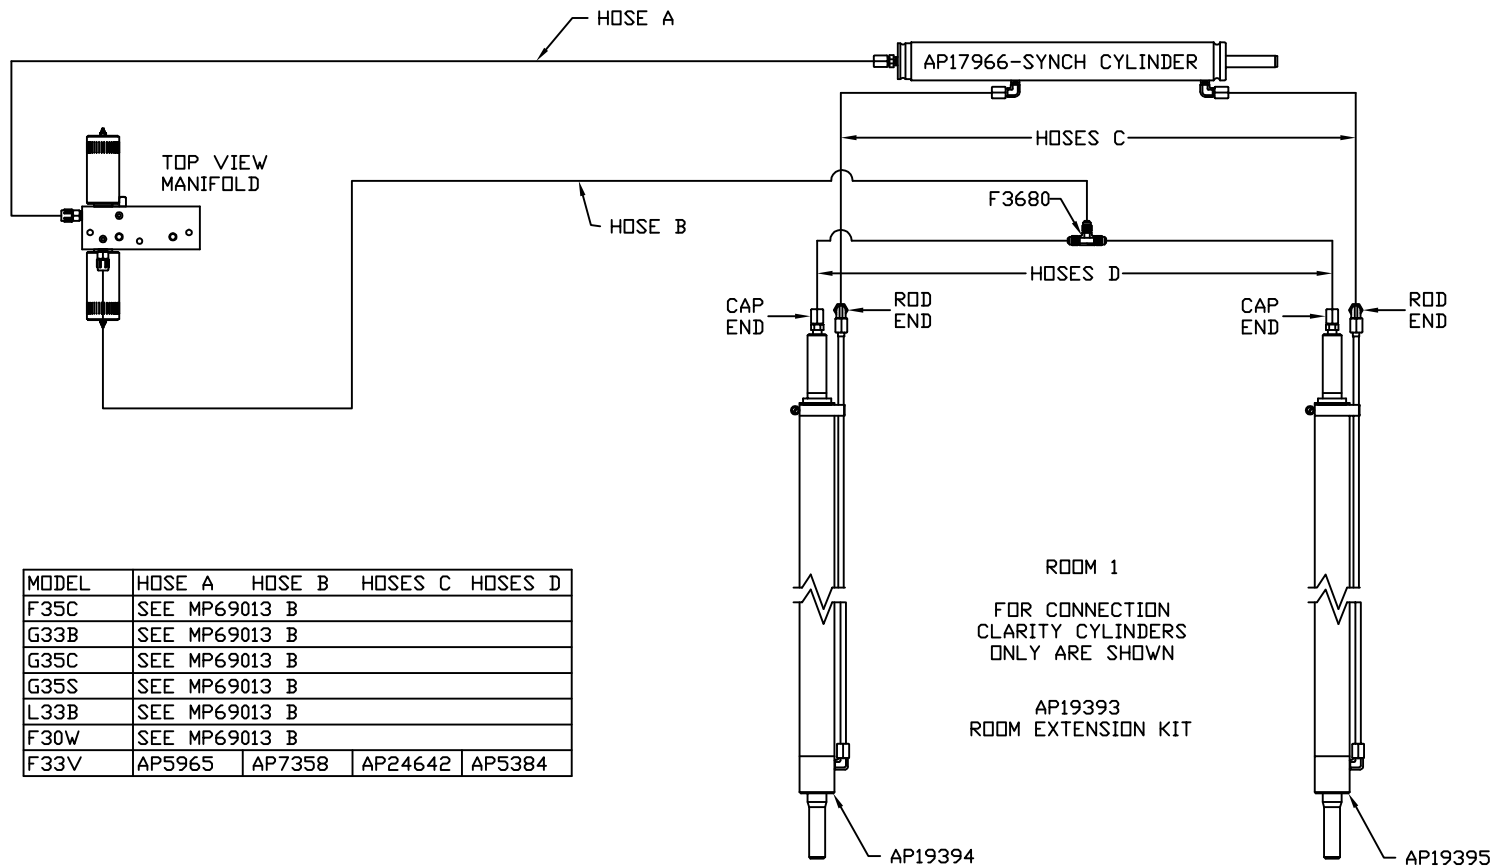 HOSE A
AP17966-SYNCH CYLINDER
HOSES C
TOP VIEW
MANIFOLD
F3680
HOSE B
HOSES D
CAP
END
ROD
END
CAP
END
ROD
END
MODEL HOSE A HOSE B HOSES C HOSES D
F35C SEE MP69013 B
G33B SEE MP69013 B
G35C SEE MP69013 B
G35S SEE MP69013 B
L33B SEE MP69013 B
F30W SEE MP69013 B
F33V AP5965 AP7358 AP24642 AP5384
ROOM 1
FOR CONNECTION
CLARITY CYLINDERS
ONLY ARE SHOWN
AP19393
ROOM EXTENSION KIT
AP19394
AP19395